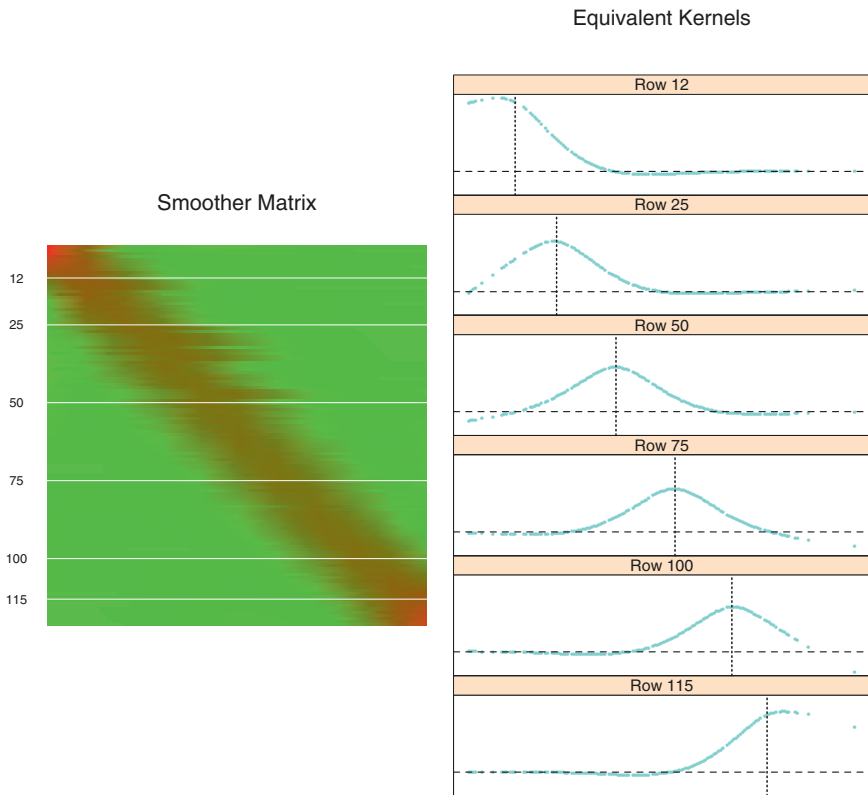 Smoother Matrix
12
25
50
75
100
115
Equivalent Kernels
Row 12
Row 25
Row 50
Row 75
Row 100
Row 115